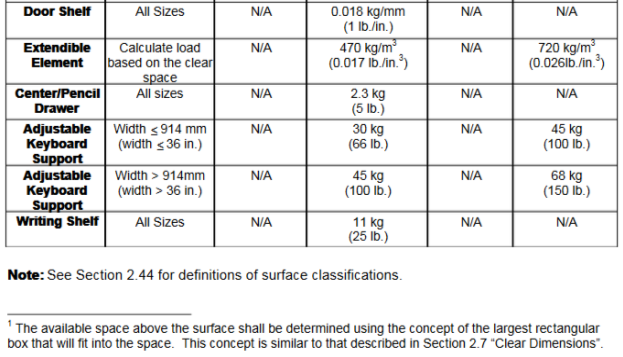 Door Shelf All Sizes N/A 0.018 kg/mm N/A N/A
(1 lb./in.)
Extendible Calculate load N/A 470 kg/m³ N/A 720 kg/m³
Element based on the clear (0.017 lb./in.³) (0.026lb./in.³)
space
Center/Pencil All sizes N/A 2.3 kg N/A N/A
Drawer (5 lb.)
Adjustable Width ≤ 914 mm N/A 30 kg N/A 45 kg
Keyboard (width ≤ 36 in.) (66 lb.) (100 lb.)
Support
Adjustable Width > 914mm N/A 45 kg N/A 68 kg
Keyboard (width > 36 in.) (100 lb.) (150 lb.)
Support
Writing Shelf All Sizes N/A 11 kg N/A N/A
(25 lb.)
Note: See Section 2.44 for definitions of surface classifications.
¹ The available space above the surface shall be determined using the concept of the largest rectangular
box that will fit into the space. This concept is similar to that described in Section 2.7 “Clear Dimensions”.